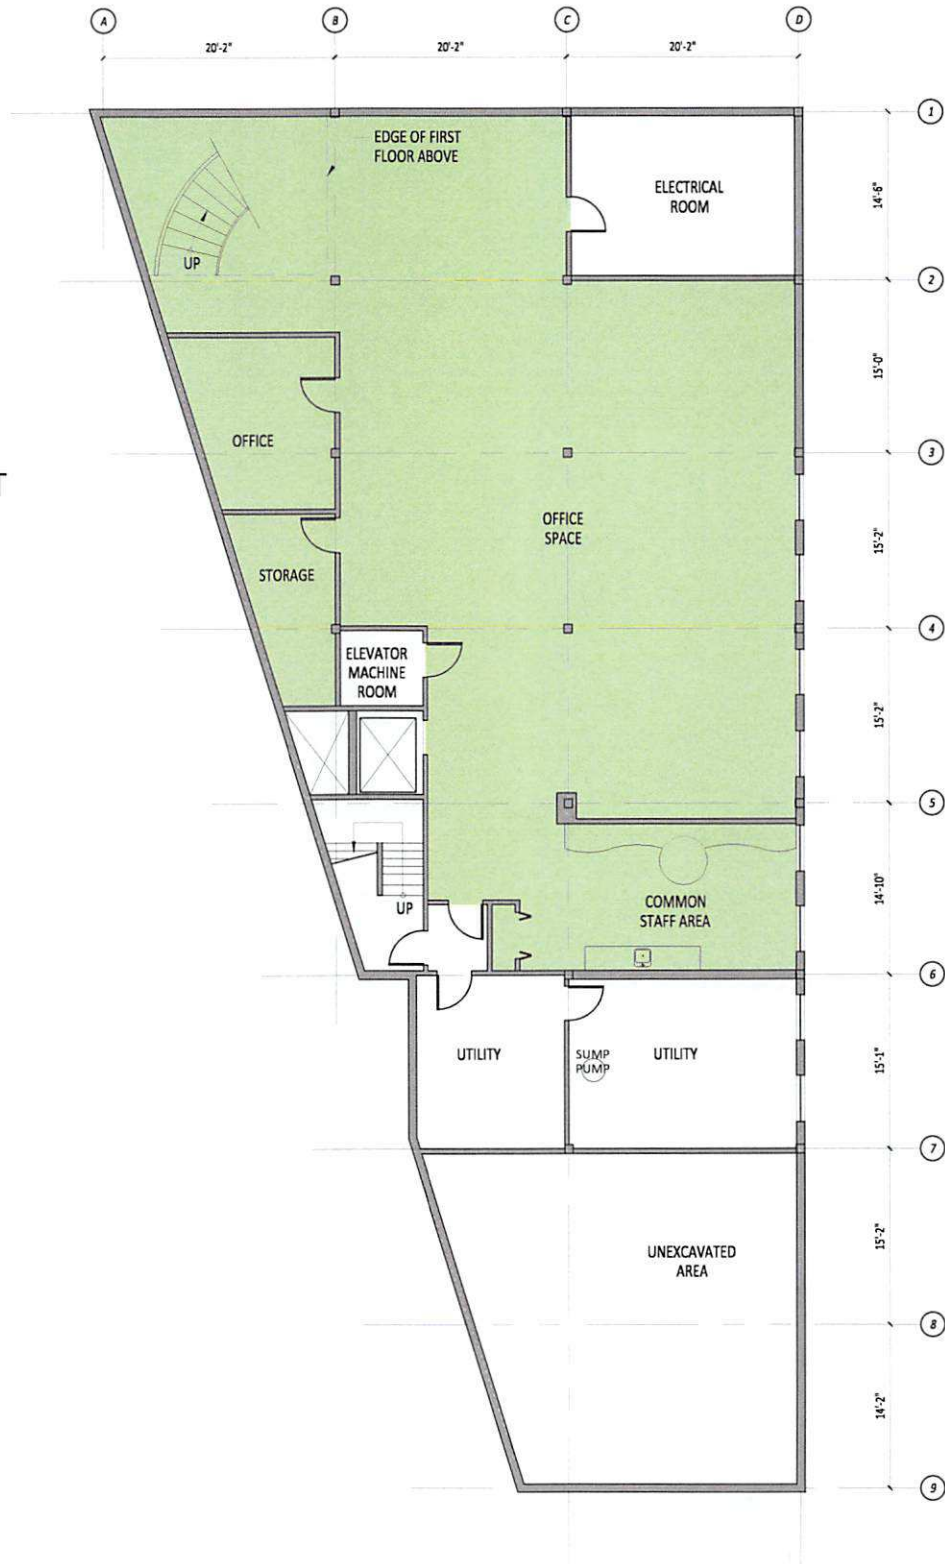 A
B
C
D
20'-2"
20'-2"
20'-2"
1
EDGE OF FIRST
FLOOR ABOVE
ELECTRICAL
ROOM
14'-6"
UP
2
15'-0"
OFFICE
3
OFFICE
SPACE
15'-2"
STORAGE
4
ELEVATOR
MACHINE
ROOM
15'-2"
5
14'-10"
UP
COMMON
STAFF AREA
6
UTILITY
SUMP
PUMP
UTILITY
15'-1"
7
UNEXCAVATED
AREA
15'-2"
8
14'-2"
9